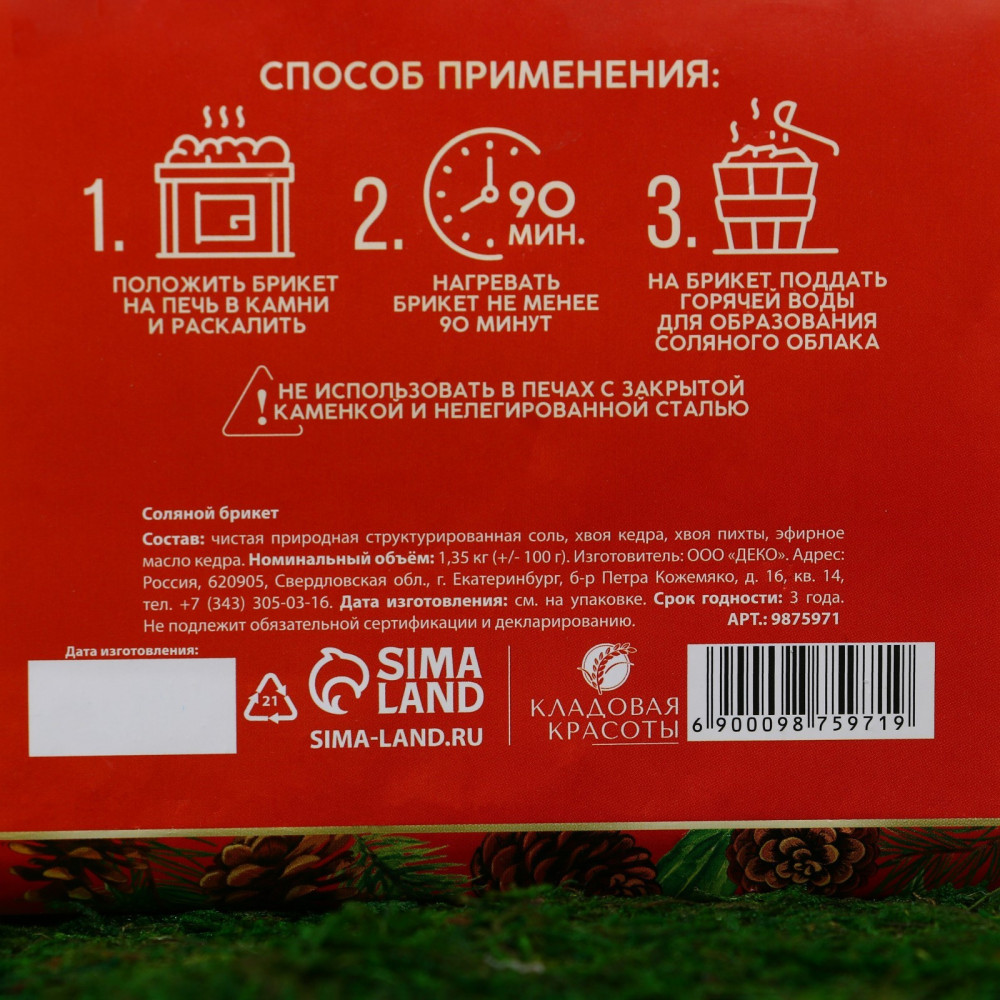 СПОСОБ ПРИМЕНЕНИЯ:
1.
ПОЛОЖИТЬ БРИКЕТ
НА ПЕЧЬ В КАМНИ
И РАСКАЛИТЬ
2.
90
МИН.
НАГРЕВАТЬ
БРИКЕТ НЕ МЕНЕЕ
90 МИНУТ
3.
НА БРИКЕТ ПОДДАТЬ
ГОРЯЧЕЙ ВОДЫ
ДЛЯ ОБРАЗОВАНИЯ
СОЛЯНОГО ОБЛАКА
! НЕ ИСПОЛЬЗОВАТЬ В ПЕЧАХ С ЗАКРЫТОЙ
КАМЕНКОЙ И НЕЛЕГИРОВАННОЙ СТАЛЬЮ
Соляной брикет
Состав: чистая природная структурированная соль, хвоя кедра, хвоя пихты, эфирное
масло кедра. Номинальный объём: 1,35 кг (+/- 100 г). Изготовитель: ООО «ДЕКО». Адрес:
Россия, 620905, Свердловская обл., г. Екатеринбург, б-р Петра Кожемяко, д. 16, кв. 14,
тел. +7 (343) 305-03-16. Дата изготовления: см. на упаковке. Срок годности: 3 года.
Не подлежит обязательной сертификации и декларированию. АРТ.: 9875971
Дата изготовления:
21
SIMA
LAND
SIMA-LAND.RU
КЛАДОВАЯ
КРАСОТЫ
6 900098 759719